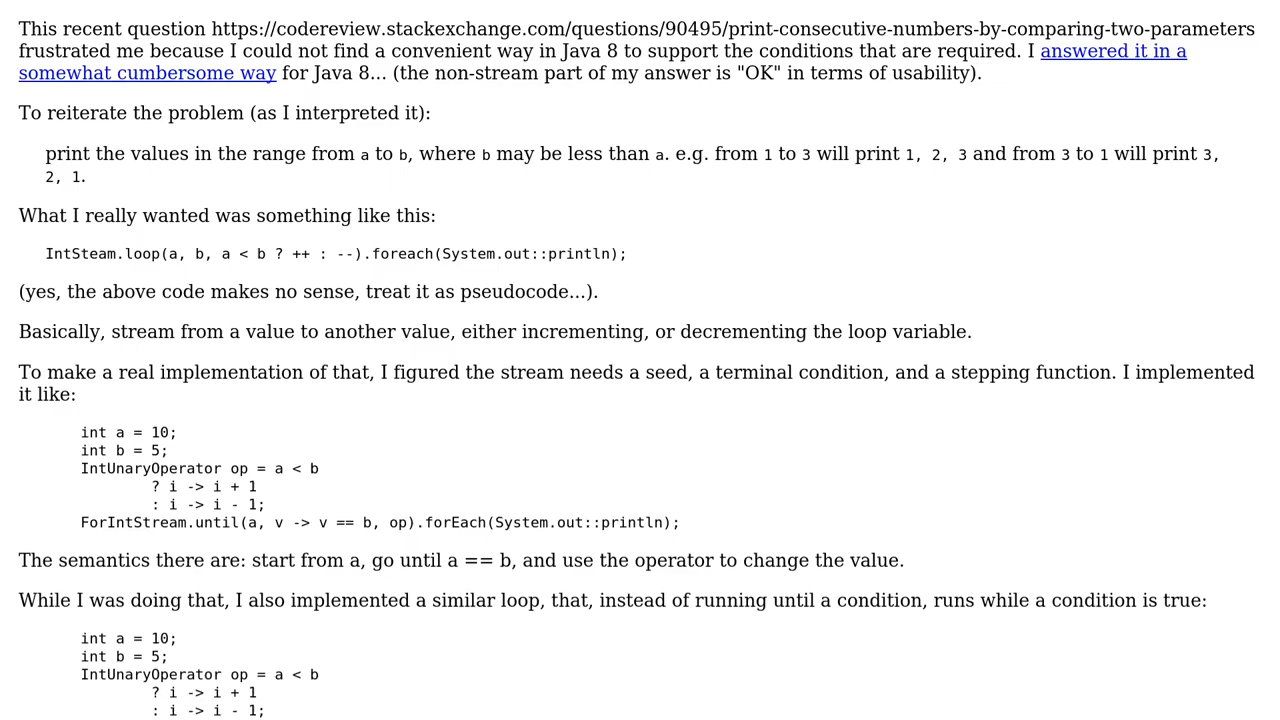 This recent question https://codereview.stackexchange.com/questions/90495/print-consecutive-numbers-by-comparing-two-parameters
frustrated me because I could not find a convenient way in Java 8 to support the conditions that are required. I answered it in a
somewhat cumbersome way for Java 8... (the non-stream part of my answer is "OK" in terms of usability).
To reiterate the problem (as I interpreted it):
print the values in the range from a to b, where b may be less than a. e.g. from 1 to 3 will print 1, 2, 3 and from 3 to 1 will print 3,
2, 1.
What I really wanted was something like this:
IntSteam.loop(a, b, a < b ? ++ : --).foreach(System.out::println);
(yes, the above code makes no sense, treat it as pseudocode...).
Basically, stream from a value to another value, either incrementing, or decrementing the loop variable.
To make a real implementation of that, I figured the stream needs a seed, a terminal condition, and a stepping function. I implemented
it like:
int a = 10;
int b = 5;
IntUnaryOperator op = a < b
? i -> i + 1
: i -> i - 1;
ForIntStream.until(a, v -> v == b, op).forEach(System.out::println);
The semantics there are: start from a, go until a == b, and use the operator to change the value.
While I was doing that, I also implemented a similar loop, that, instead of running until a condition, runs while a condition is true:
int a = 10;
int b = 5;
IntUnaryOperator op = a < b
? i -> i + 1
: i -> i - 1;